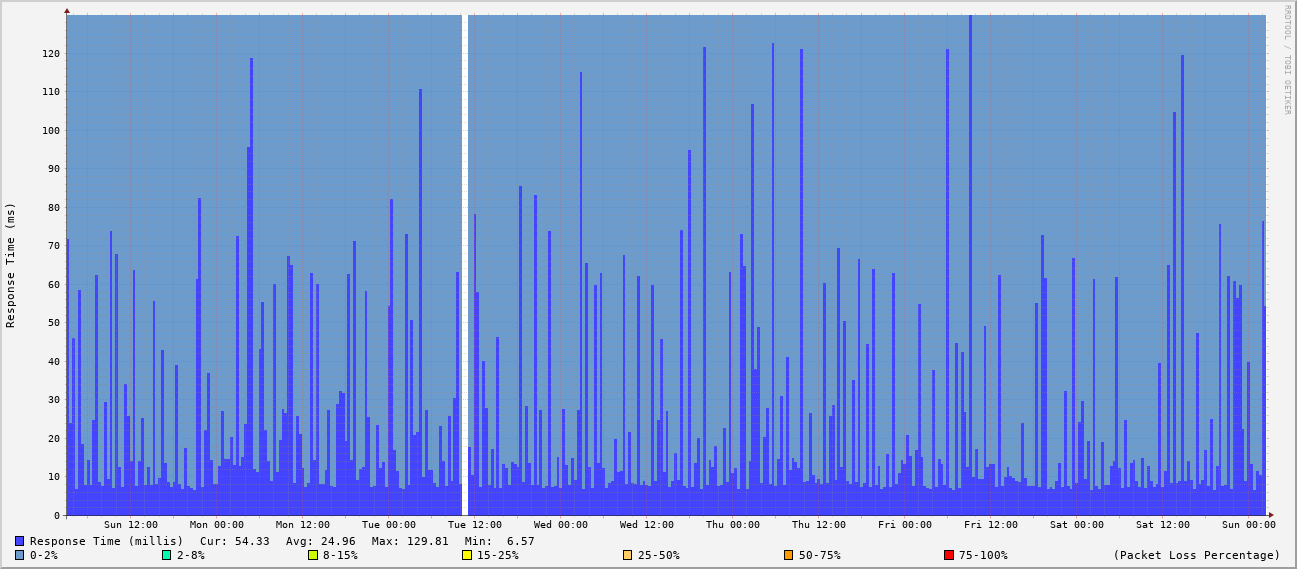 RRDTOOL / TOBI OETIKER
Response Time (ms)
120
110
100
90
80
70
60
50
40
30
20
10
0
Sun 12:00 Mon 00:00 Mon 12:00 Tue 00:00 Tue 12:00 Wed 00:00 Wed 12:00 Thu 00:00 Thu 12:00 Fri 00:00 Fri 12:00 Sat 00:00 Sat 12:00 Sun 00:00
Response Time (millis) Cur: 54.33 Avg: 24.96 Max: 129.81 Min: 6.57
0-2% 2-8% 8-15% 15-25% 25-50% 50-75% 75-100% (Packet Loss Percentage)